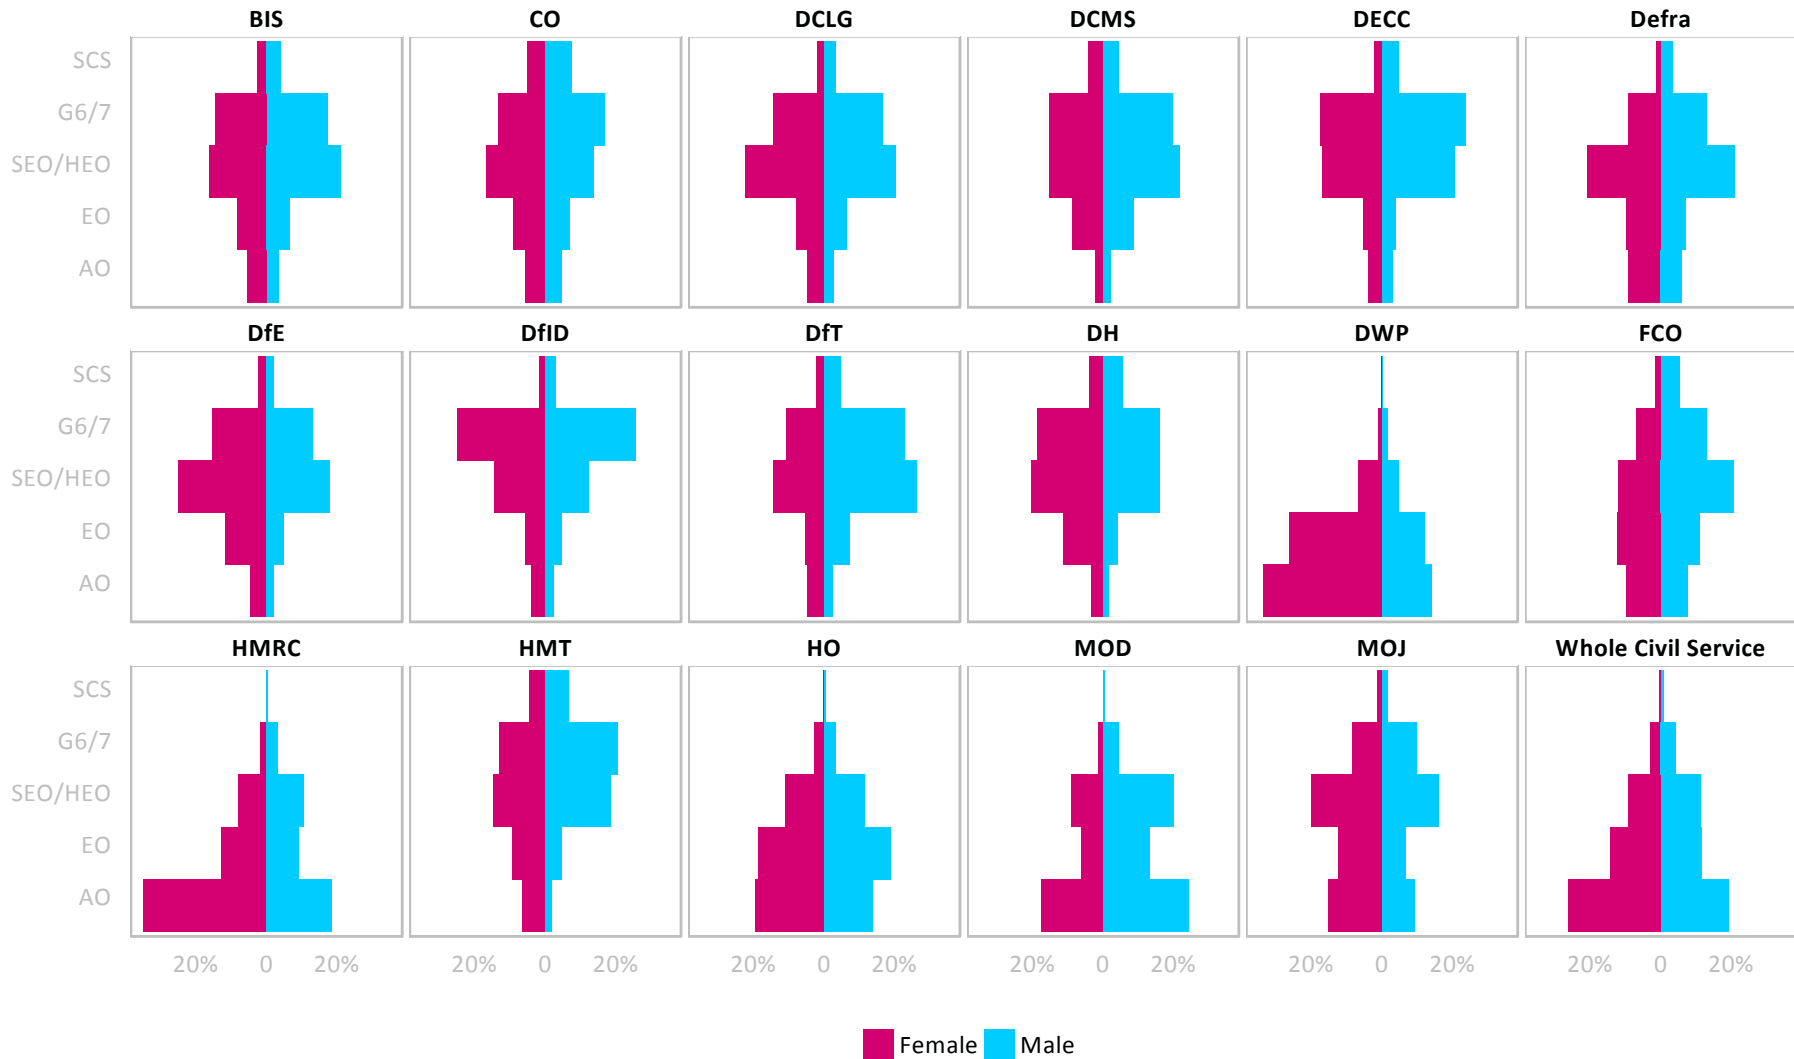 BIS CO DCLG DCMS DECC Defra
SCS
G6/7
SEO/HEO
EO
AO
DfE DfID DfT DH DWP FCO
SCS
G6/7
SEO/HEO
EO
AO
HMRC HMT HO MOD MOJ Whole Civil Service
SCS
G6/7
SEO/HEO
EO
AO
20% 0 20% 20% 0 20% 20% 0 20% 20% 0 20% 20% 0 20% 20% 0 20%
Female Male